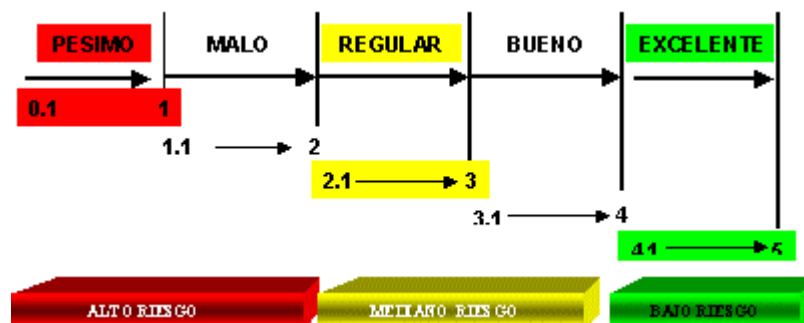 PESIMO MALO REGULAR BUENO EXCELENTE
0.1 1
1.1 2
2.1 3
3.1 4
4.1 5
ALTO RIESGO MEDIANO RIESGO BAJO RIESGO